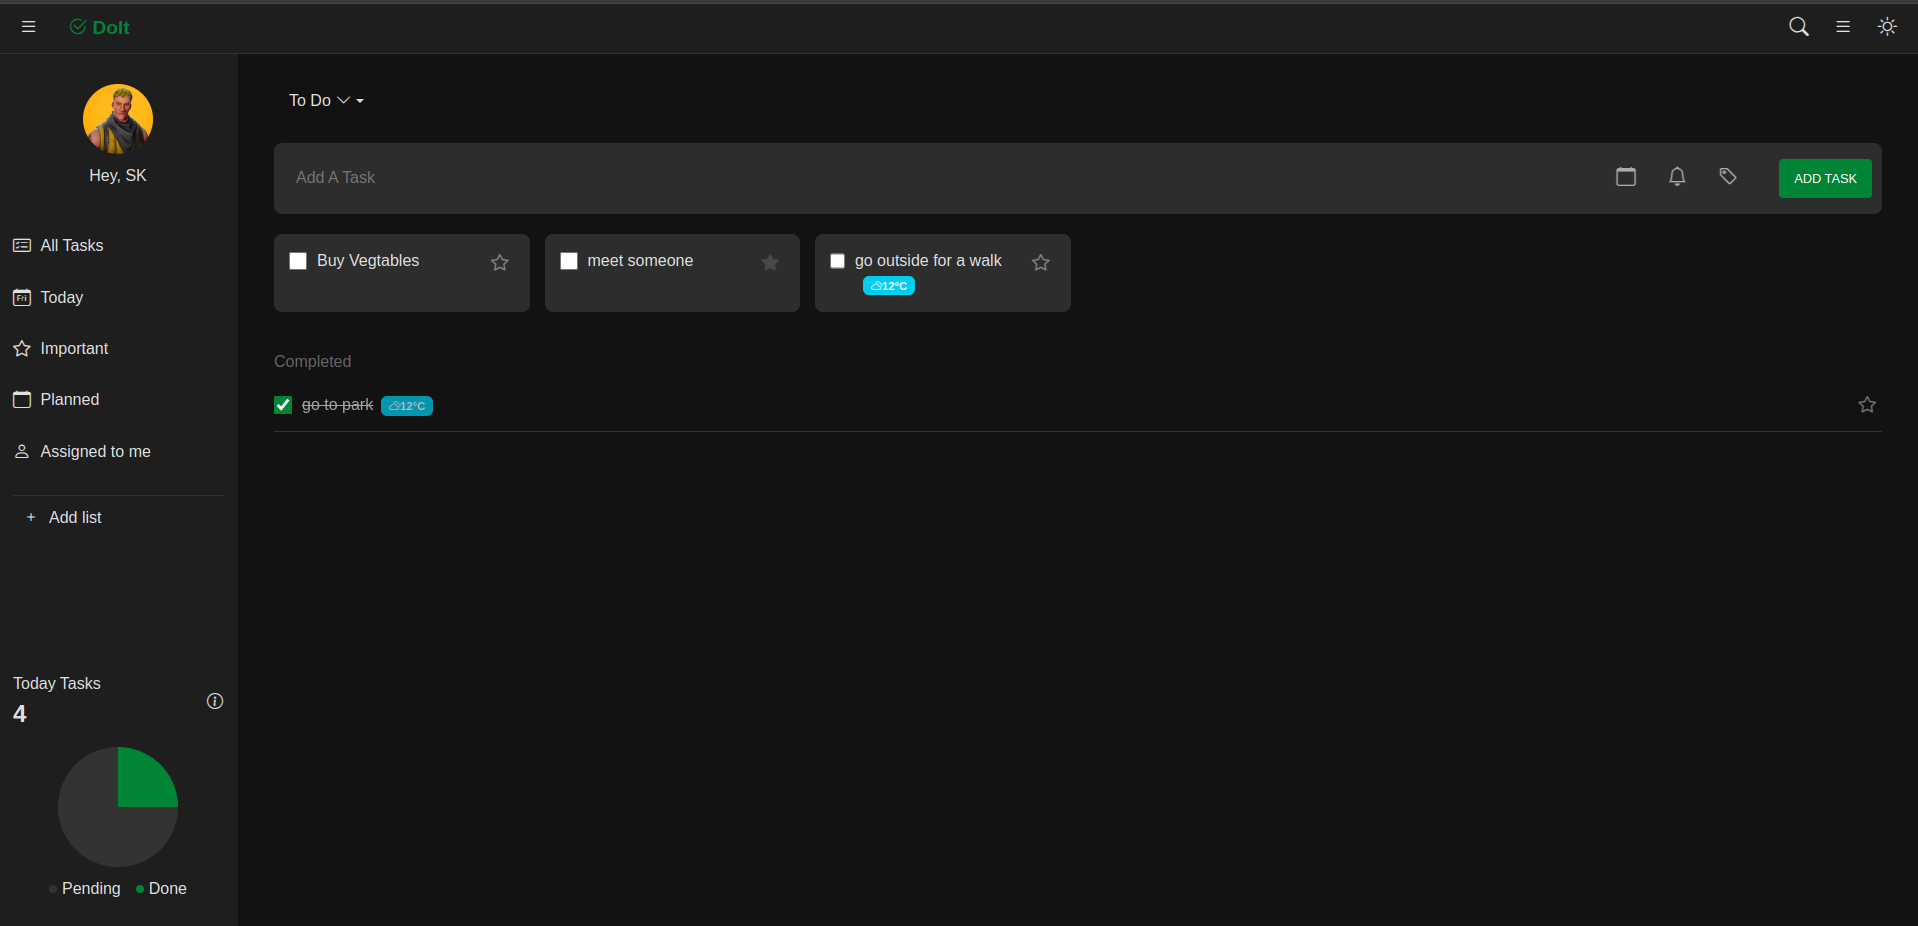 DoIt
Hey, SK
All Tasks
Fri
Today
Important
Planned
Assigned to me
+ Add list
Today Tasks
4
Pending Done
To Do
Add A Task
ADD TASK
Buy Vegtables
meet someone
go outside for a walk
12°C
Completed
go to park 12°C